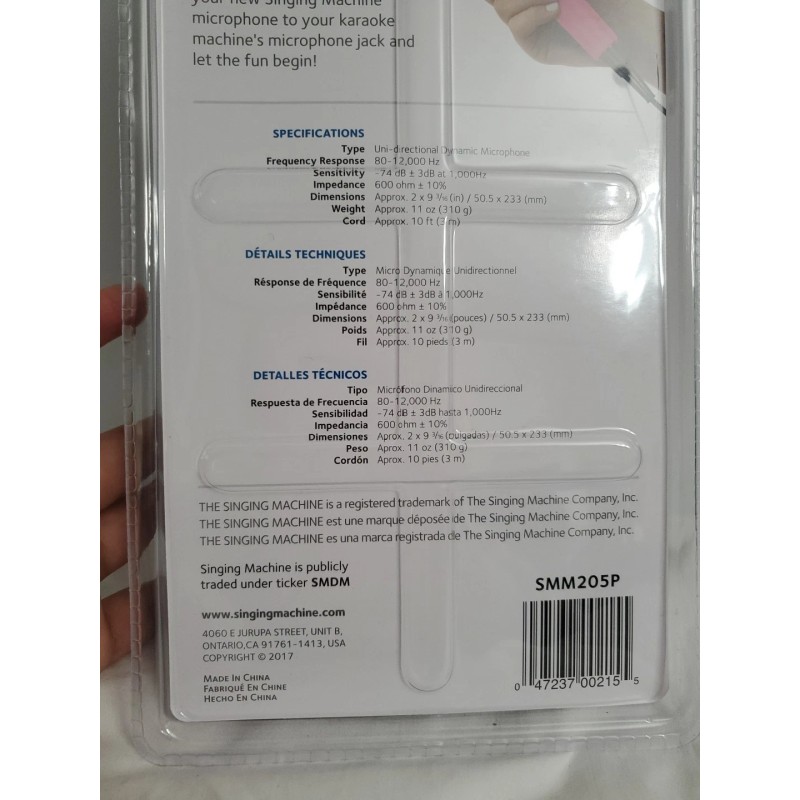 your new Singing Machine
microphone to your karaoke
machine's microphone jack and
let the fun begin!
SPECIFICATIONS
Type Uni-directional Dynamic Microphone
Frequency Response 80-12,000 Hz
Sensitivity -74 dB ± 3dB at 1,000Hz
Impedance 600 ohm ± 10%
Dimensions Approx. 2 x 9 3/16 (in) / 50.5 x 233 (mm)
Weight Approx. 11 oz (310 g)
Cord Approx. 10 ft (3 m)
DÉTAILS TECHNIQUES
Type Micro Dynamique Unidirectionnel
Résponse de Fréquence 80-12,000 Hz
Sensibilité -74 dB ± 3dB à 1,000Hz
Impédance 600 ohm ± 10%
Dimensions Approx. 2 x 9 3/16 (pouces) / 50.5 x 233 (mm)
Poids Approx. 11 oz (310 g)
Fil Approx. 10 pieds (3 m)
DETALLES TÉCNICOS
Tipo Micrófono Dinamico Unidireccional
Respuesta de Frecuencia 80-12,000 Hz
Sensibilidad -74 dB ± 3dB hasta 1,000Hz
Impedancia 600 ohm ± 10%
Dimensiones Aprox. 2 x 9 3/16 (pulgadas) / 50.5 x 233 (mm)
Peso Aprox. 11 oz (310 g)
Cordón Aprox. 10 pies (3 m)
THE SINGING MACHINE is a registered trademark of The Singing Machine Company, Inc.
THE SINGING MACHINE est une marque déposée de The Singing Machine Company, Inc.
THE SINGING MACHINE es una marca registrada de The Singing Machine Company, Inc.
Singing Machine is publicly
traded under ticker SMDM
www.singingmachine.com
4060 E JURUPA STREET, UNIT B,
ONTARIO,CA 91761-1413, USA
COPYRIGHT © 2017
MADE IN CHINA
FABRIQUÉ EN CHINE
HECHO EN CHINA
SMM205P
0 47237 00215 5